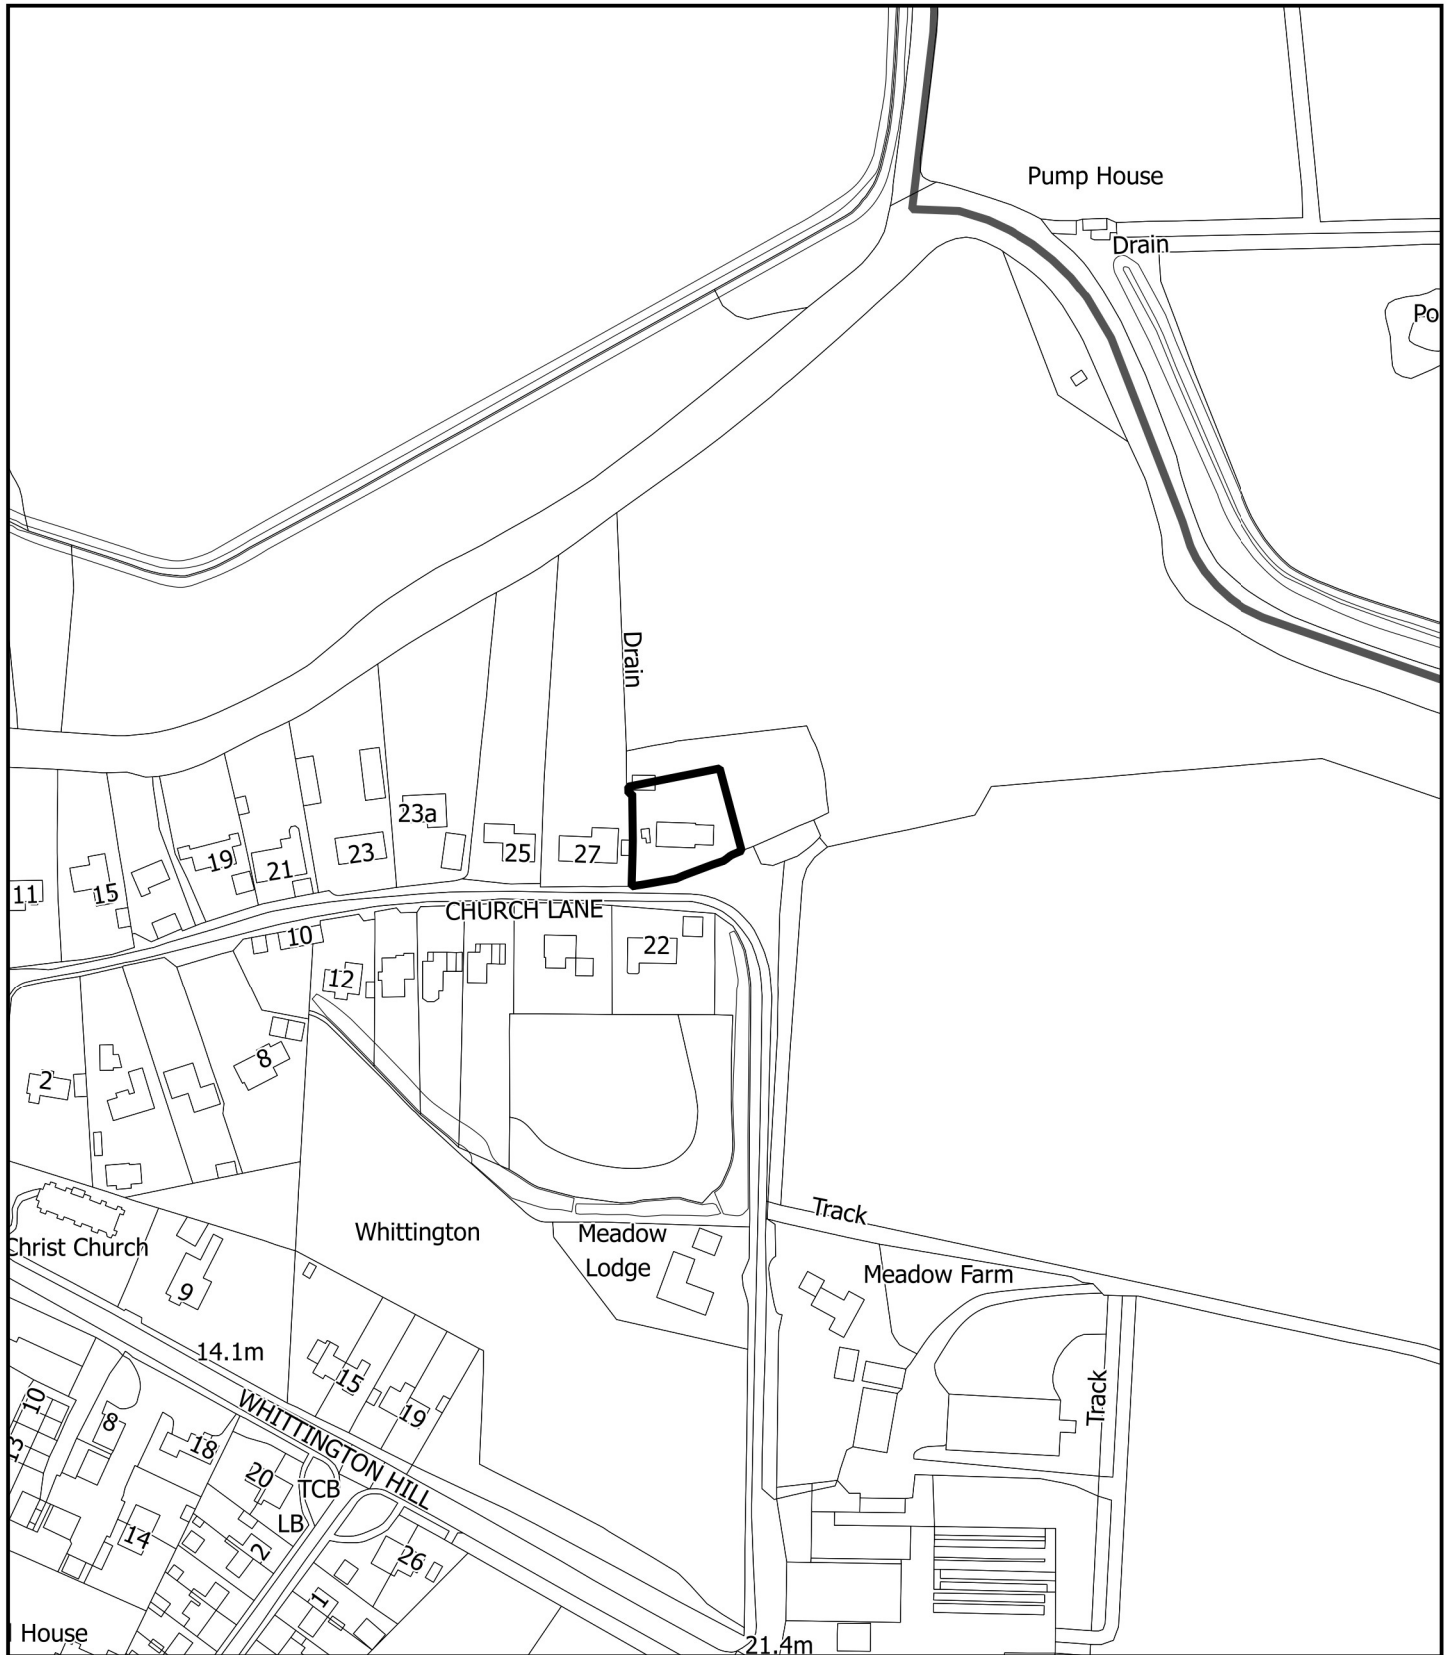 Pump House
Drain
Po
Drain
23a
19
21
23
25
27
11
15
CHURCH LANE
10
22
12
8
2
Track
Whittington
Meadow
Lodge
Christ Church
Meadow Farm
9
14.1m
15
19
Track
WHITTINGTON HILL
10
8
18
13
20
TCB
LB
14
2
26
1
l House
21.4m